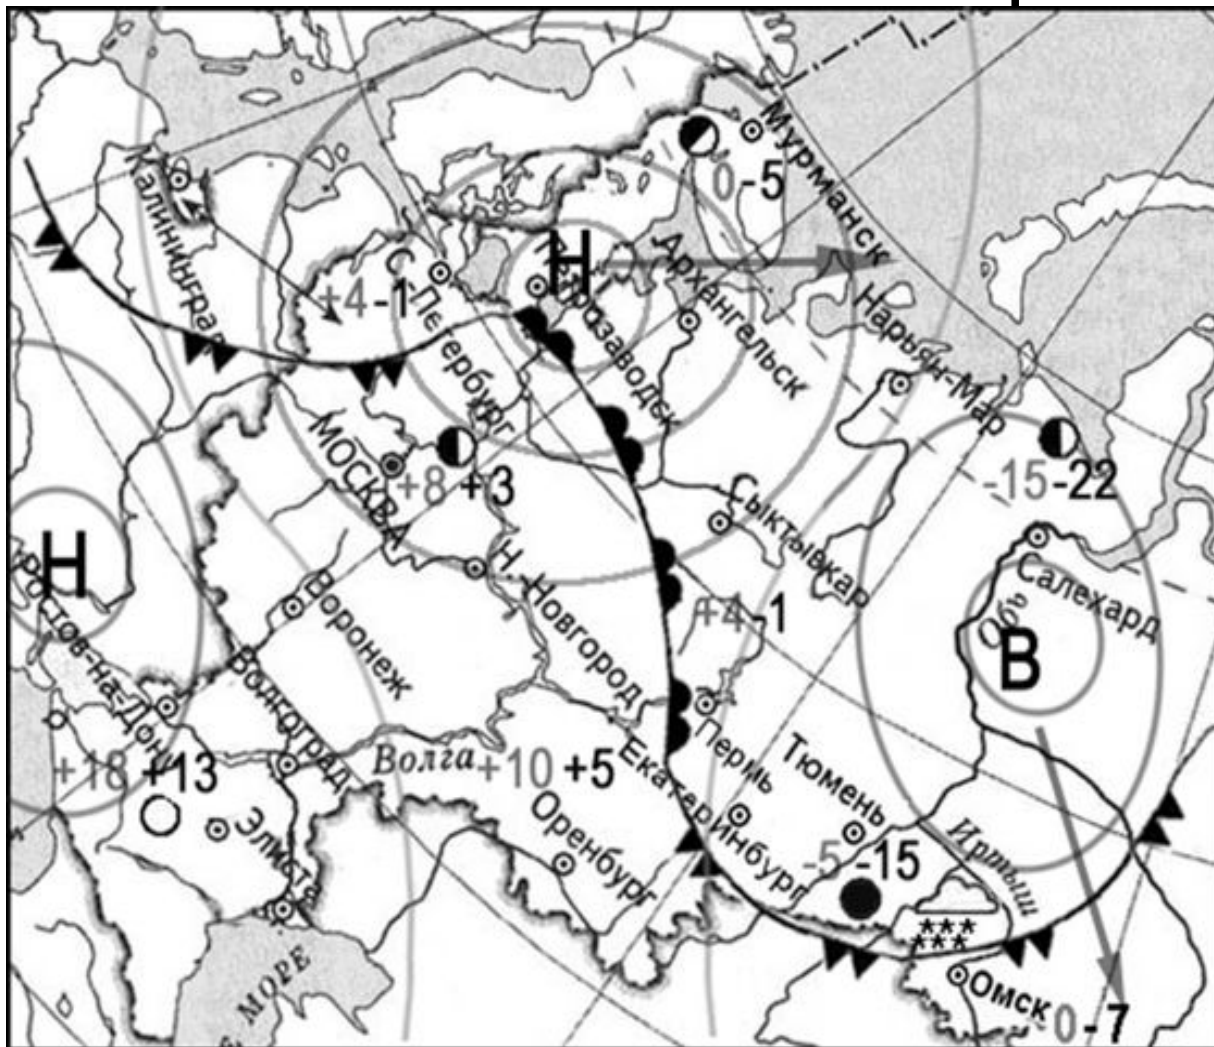 Мурманск
0 -5
Калининград
Н
Архангельск
С.-Петербург
+4 -1
Петрозаводск
Нарьян-Мар
МОСКВА
+8 +3
-15 -22
Сыктывкар
Салехард
Обь
Н
Н.-Новгород
+4 -1
В
Воронеж
Ростов-на-Дону
Волгоград
Пермь
Тюмень
Волга
+10 +5
+18 +13
Екатеринбург
Оренбург
Иртыш
Элиста
-5 -15
***
***
МОРЕ
Омск
0 -7